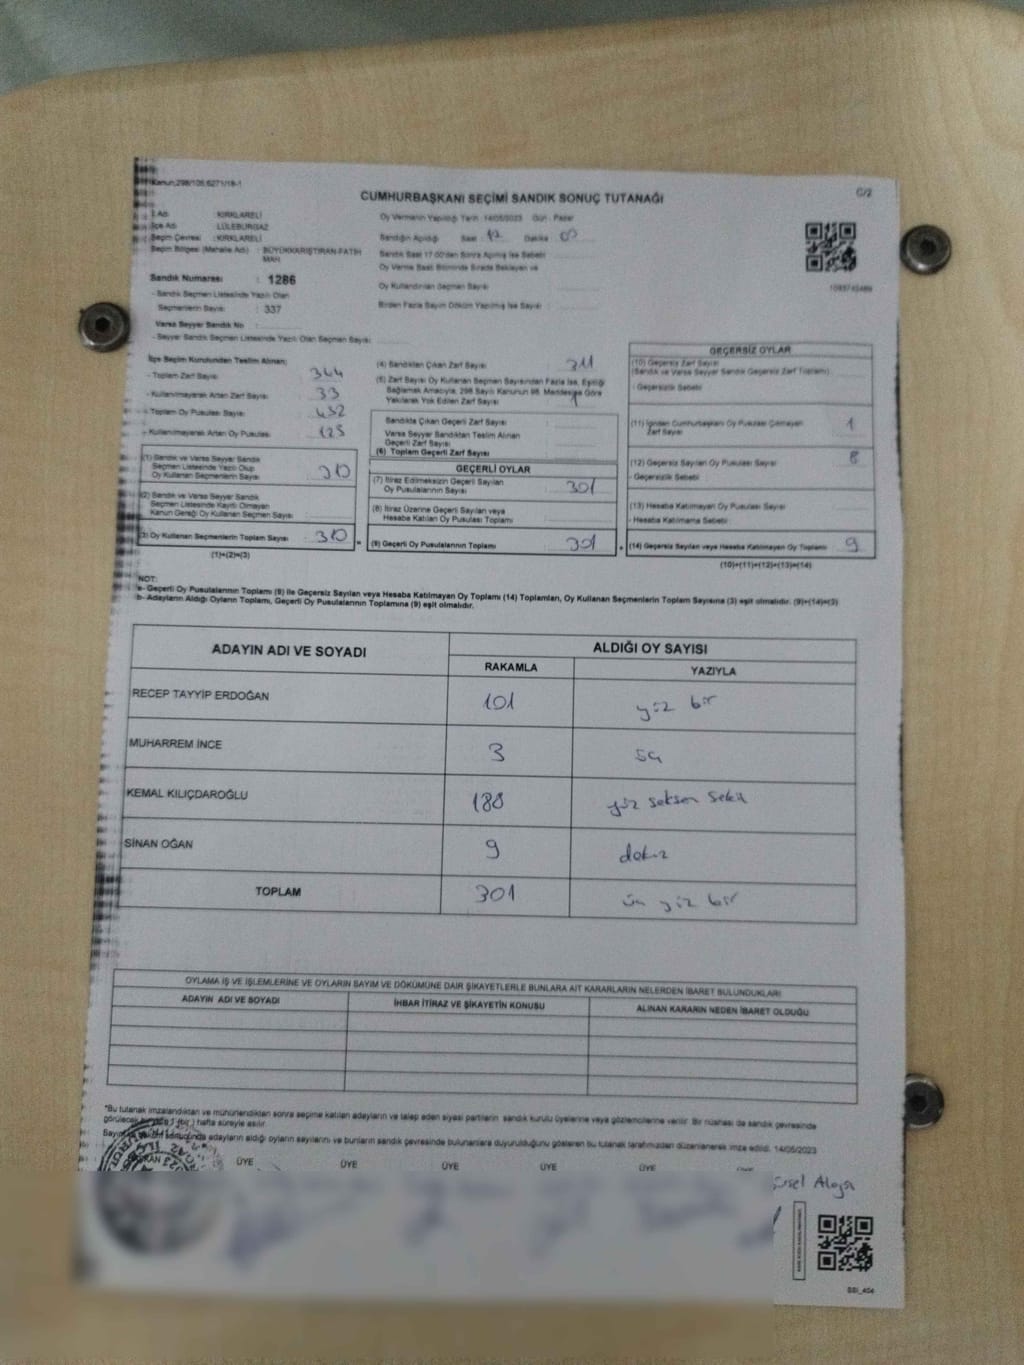 Kanun:298/105;6271/18-1
C/2
CUMHURBAŞKANI SEÇİMİ SANDIK SONUÇ TUTANAĞI
İl Adı : KIRKLARELİ
İlçe Adı : LÜLEBURGAZ
Seçim Çevresi : KIRKLARELİ
Seçim Bölgesi (Mahalle Adı) : BÜYÜKKARIŞTIRAN FATİH MAH
Sandık Numarası : 1286
- Sandık Seçmen Listesinde Yazılı Olan
Seçmenlerin Sayısı : 337
Varsa Seyyar Sandık No :
- Seyyar Sandık Seçmen Listesinde Yazılı Olan Seçmen Sayısı :
Oy Vermenin Yapıldığı Tarih : 14/05/2023 Gün : Pazar
Sandığın Açıldığı Saat : 17 Dakika : 00
Sandık Saat 17.00'den Sonra Açılmış İse Sebebi
Oy Verme Saati Bitiminde Sırada Bekleyen ve
Oy Kullandırılan Seçmen Sayısı :
Birden Fazla Sayım Döküm Yapılmış İse Sayısı :
İlçe Seçim Kurulundan Teslim Alınan;
- Toplam Zarf Sayısı : 344
- Kullanılmayarak Artan Zarf Sayısı : 33
- Toplam Oy Pusulası Sayısı :
- Kullanılmayarak Artan Oy Pusulası : 125
(1) Sandık ve Varsa Seyyar Sandık
Seçmen Listesinde Yazılı Olup
Oy Kullanan Seçmenlerin Sayısı : 310
(2) Sandık ve Varsa Seyyar Sandık
Seçmen Listesinde Kayıtlı Olmayan
Kanun Gereği Oy Kullanan Seçmen Sayısı :
(3) Oy Kullanan Seçmenlerin Toplam Sayısı : 310
(1)+(2)=(3)
(4) Sandıktan Çıkan Zarf Sayısı : 311
(5) Zarf Sayısı Oy Kullanan Seçmen Sayısından Fazla İse, Eşitliği
Sağlamak Amacıyla, 298 Sayılı Kanunun 98. Maddesine Göre
Yakılarak Yok Edilen Zarf Sayısı : 1
Sandıkta Çıkan Geçerli Zarf Sayısı :
Varsa Seyyar Sandıktan Teslim Alınan
Geçerli Zarf Sayısı :
(6) Toplam Geçerli Zarf Sayısı :
GEÇERLİ OYLAR
(7) İtiraz Edilmeksizin Geçerli Sayılan
Oy Pusulalarının Sayısı : 301
(8) İtiraz Üzerine Geçerli Sayılan veya
Hesaba Katılan Oy Pusulası Toplamı :
(9) Geçerli Oy Pusulalarının Toplamı : 301
GEÇERSİZ OYLAR
(10) Geçersiz Zarf Sayısı
(Sandık ve Varsa Seyyar Sandık Geçersiz Zarf Toplamı)
- Geçersizlik Sebebi
(11) İçinden Cumhurbaşkanı Oy Pusulası Çıkmayan
Zarf Sayısı : 1
(12) Geçersiz Sayılan Oy Pusulası Sayısı : 8
- Geçersizlik Sebebi
(13) Hesaba Katılmayan Oy Pusulası Sayısı :
- Hesaba Katılmama Sebebi
(14) Geçersiz Sayılan veya Hesaba Katılmayan Oy Toplamı : 9
(10)+(11)+(12)+(13)=(14)
NOT:
a- Geçerli Oy Pusulalarının Toplamı (9) ile Geçersiz Sayılan veya Hesaba Katılmayan Oy Toplamı (14) Toplamları, Oy Kullanan Seçmenlerin Toplam Sayısına (3) eşit olmalıdır. (9)+(14)=(3)
b- Adayların Aldığı Oyların Toplamı, Geçerli Oy Pusulalarının Toplamına (9) eşit olmalıdır.
ADAYIN ADI VE SOYADI ALDIĞI OY SAYISI
RAKAMLA YAZIYLA
RECEP TAYYİP ERDOĞAN 101 yüz bir
MUHARREM İNCE 3
KEMAL KILIÇDAROĞLU 188 yüz seksen sekiz
SİNAN OĞAN 9 dokuz
TOPLAM 301 üç yüz bir
OYLAMA İŞ VE İŞLEMLERİNE VE OYLARIN SAYIM VE DÖKÜMÜNE DAİR ŞİKAYETLERLE BUNLARA AİT KARARLARIN NELERDEN İBARET BULUNDUKLARI
ADAYIN ADI VE SOYADI İHBAR İTİRAZ VE ŞİKAYETİN KONUSU ALINAN KARARIN NEDEN İBARET OLDUĞU
*Bu tutanak imzalandıktan ve mühürlendikten sonra seçime katılan adayların ve talep eden siyasi partilerin sandık kurulu üyelerine veya gözlemcilerine verilir. Bir nüshası da sandık çevresinde
görülecek bir yere 1 (bir) hafta süreyle asılır.
adayların aldığı oyların sayılarını ve bunların sandık çevresinde bulunanlara duyurulduğunu gösteren bu tutanak tarafımızdan düzenlenerek imza edildi. 14/05/2023
ÜYE ÜYE ÜYE ÜYE ÜYE